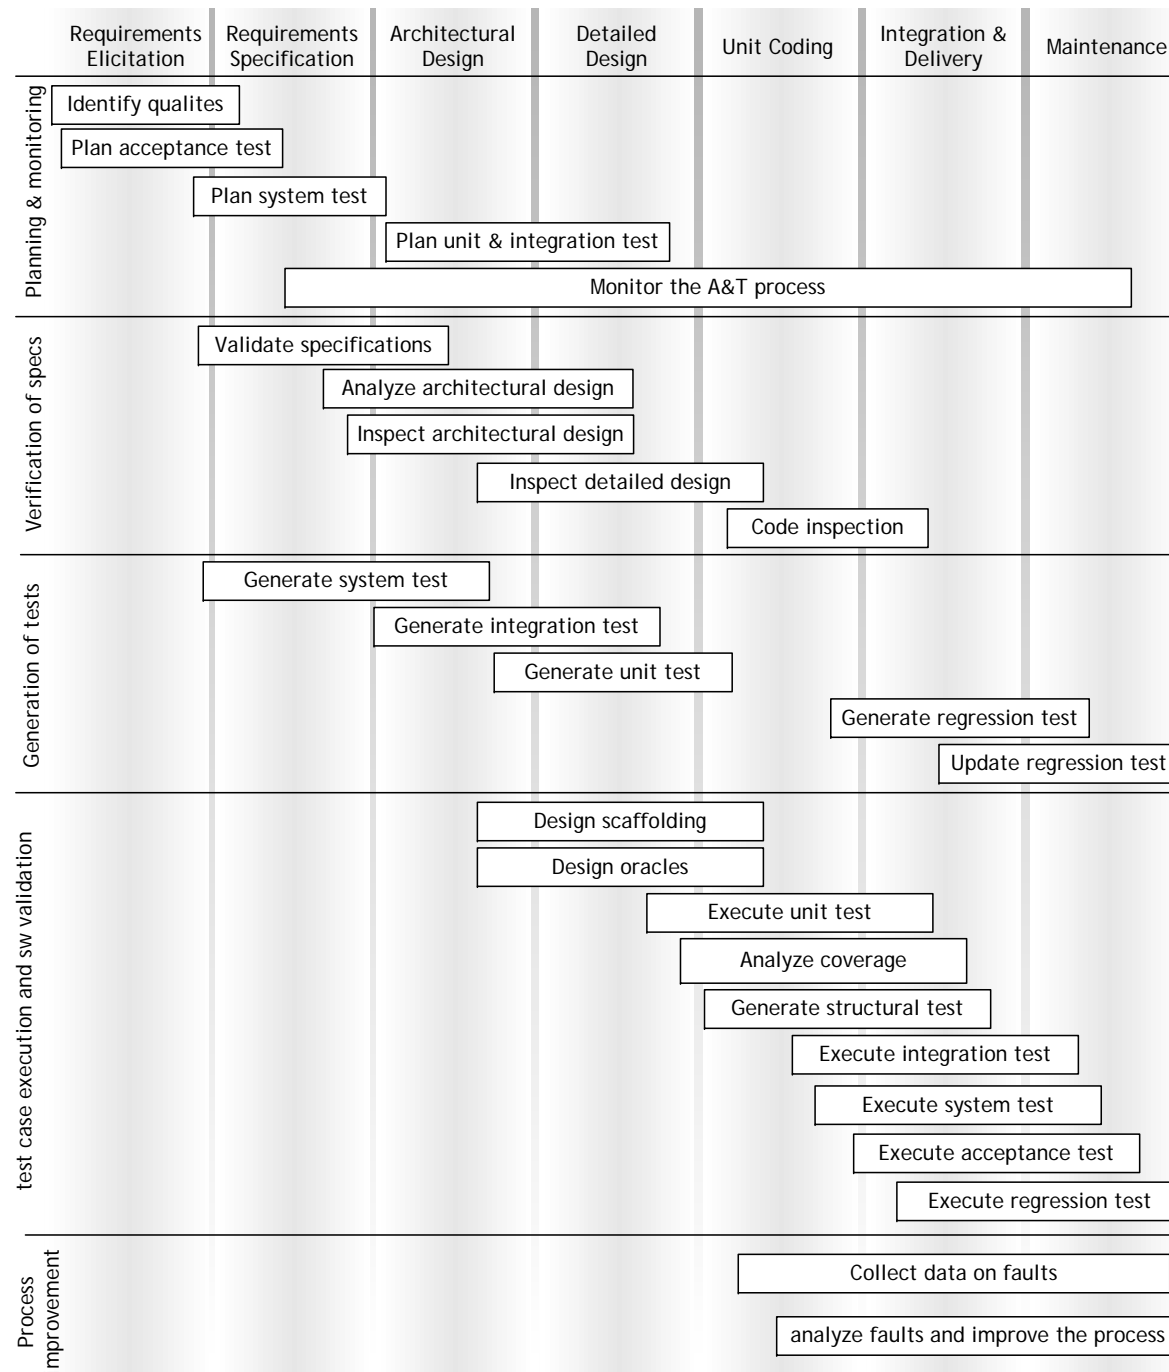 Requirements
Elicitation
Requirements
Specification
Architectural
Design
Detailed
Design
Unit Coding
Integration &
Delivery
Maintenance
Planning & monitoring
Identify qualites
Plan acceptance test
Plan system test
Plan unit & integration test
Monitor the A&T process
Verification of specs
Validate specifications
Analyze architectural design
Inspect architectural design
Inspect detailed design
Code inspection
Generation of tests
Generate system test
Generate integration test
Generate unit test
Generate regression test
Update regression test
test case execution and sw validation
Design scaffolding
Design oracles
Execute unit test
Analyze coverage
Generate structural test
Execute integration test
Execute system test
Execute acceptance test
Execute regression test
Process
mprovement
Collect data on faults
analyze faults and improve the process